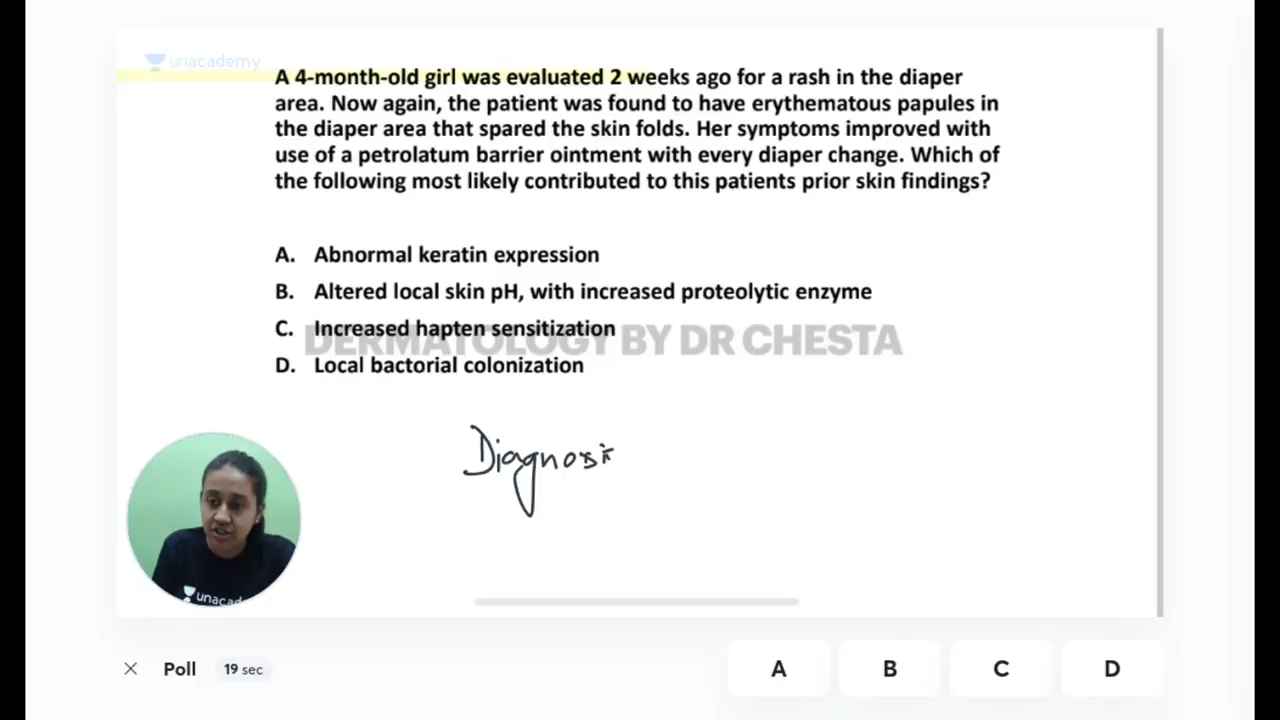 unacademy
A 4-month-old girl was evaluated 2 weeks ago for a rash in the diaper
area. Now again, the patient was found to have erythematous papules in
the diaper area that spared the skin folds. Her symptoms improved with
use of a petrolatum barrier ointment with every diaper change. Which of
the following most likely contributed to this patients prior skin findings?
A. Abnormal keratin expression
B. Altered local skin pH, with increased proteolytic enzyme
C. Increased hapten sensitization
DERMATOLOGY BY DR CHESTA
D. Local bactorial colonization
Diagnosi
unacade
Poll 19 sec A B C D